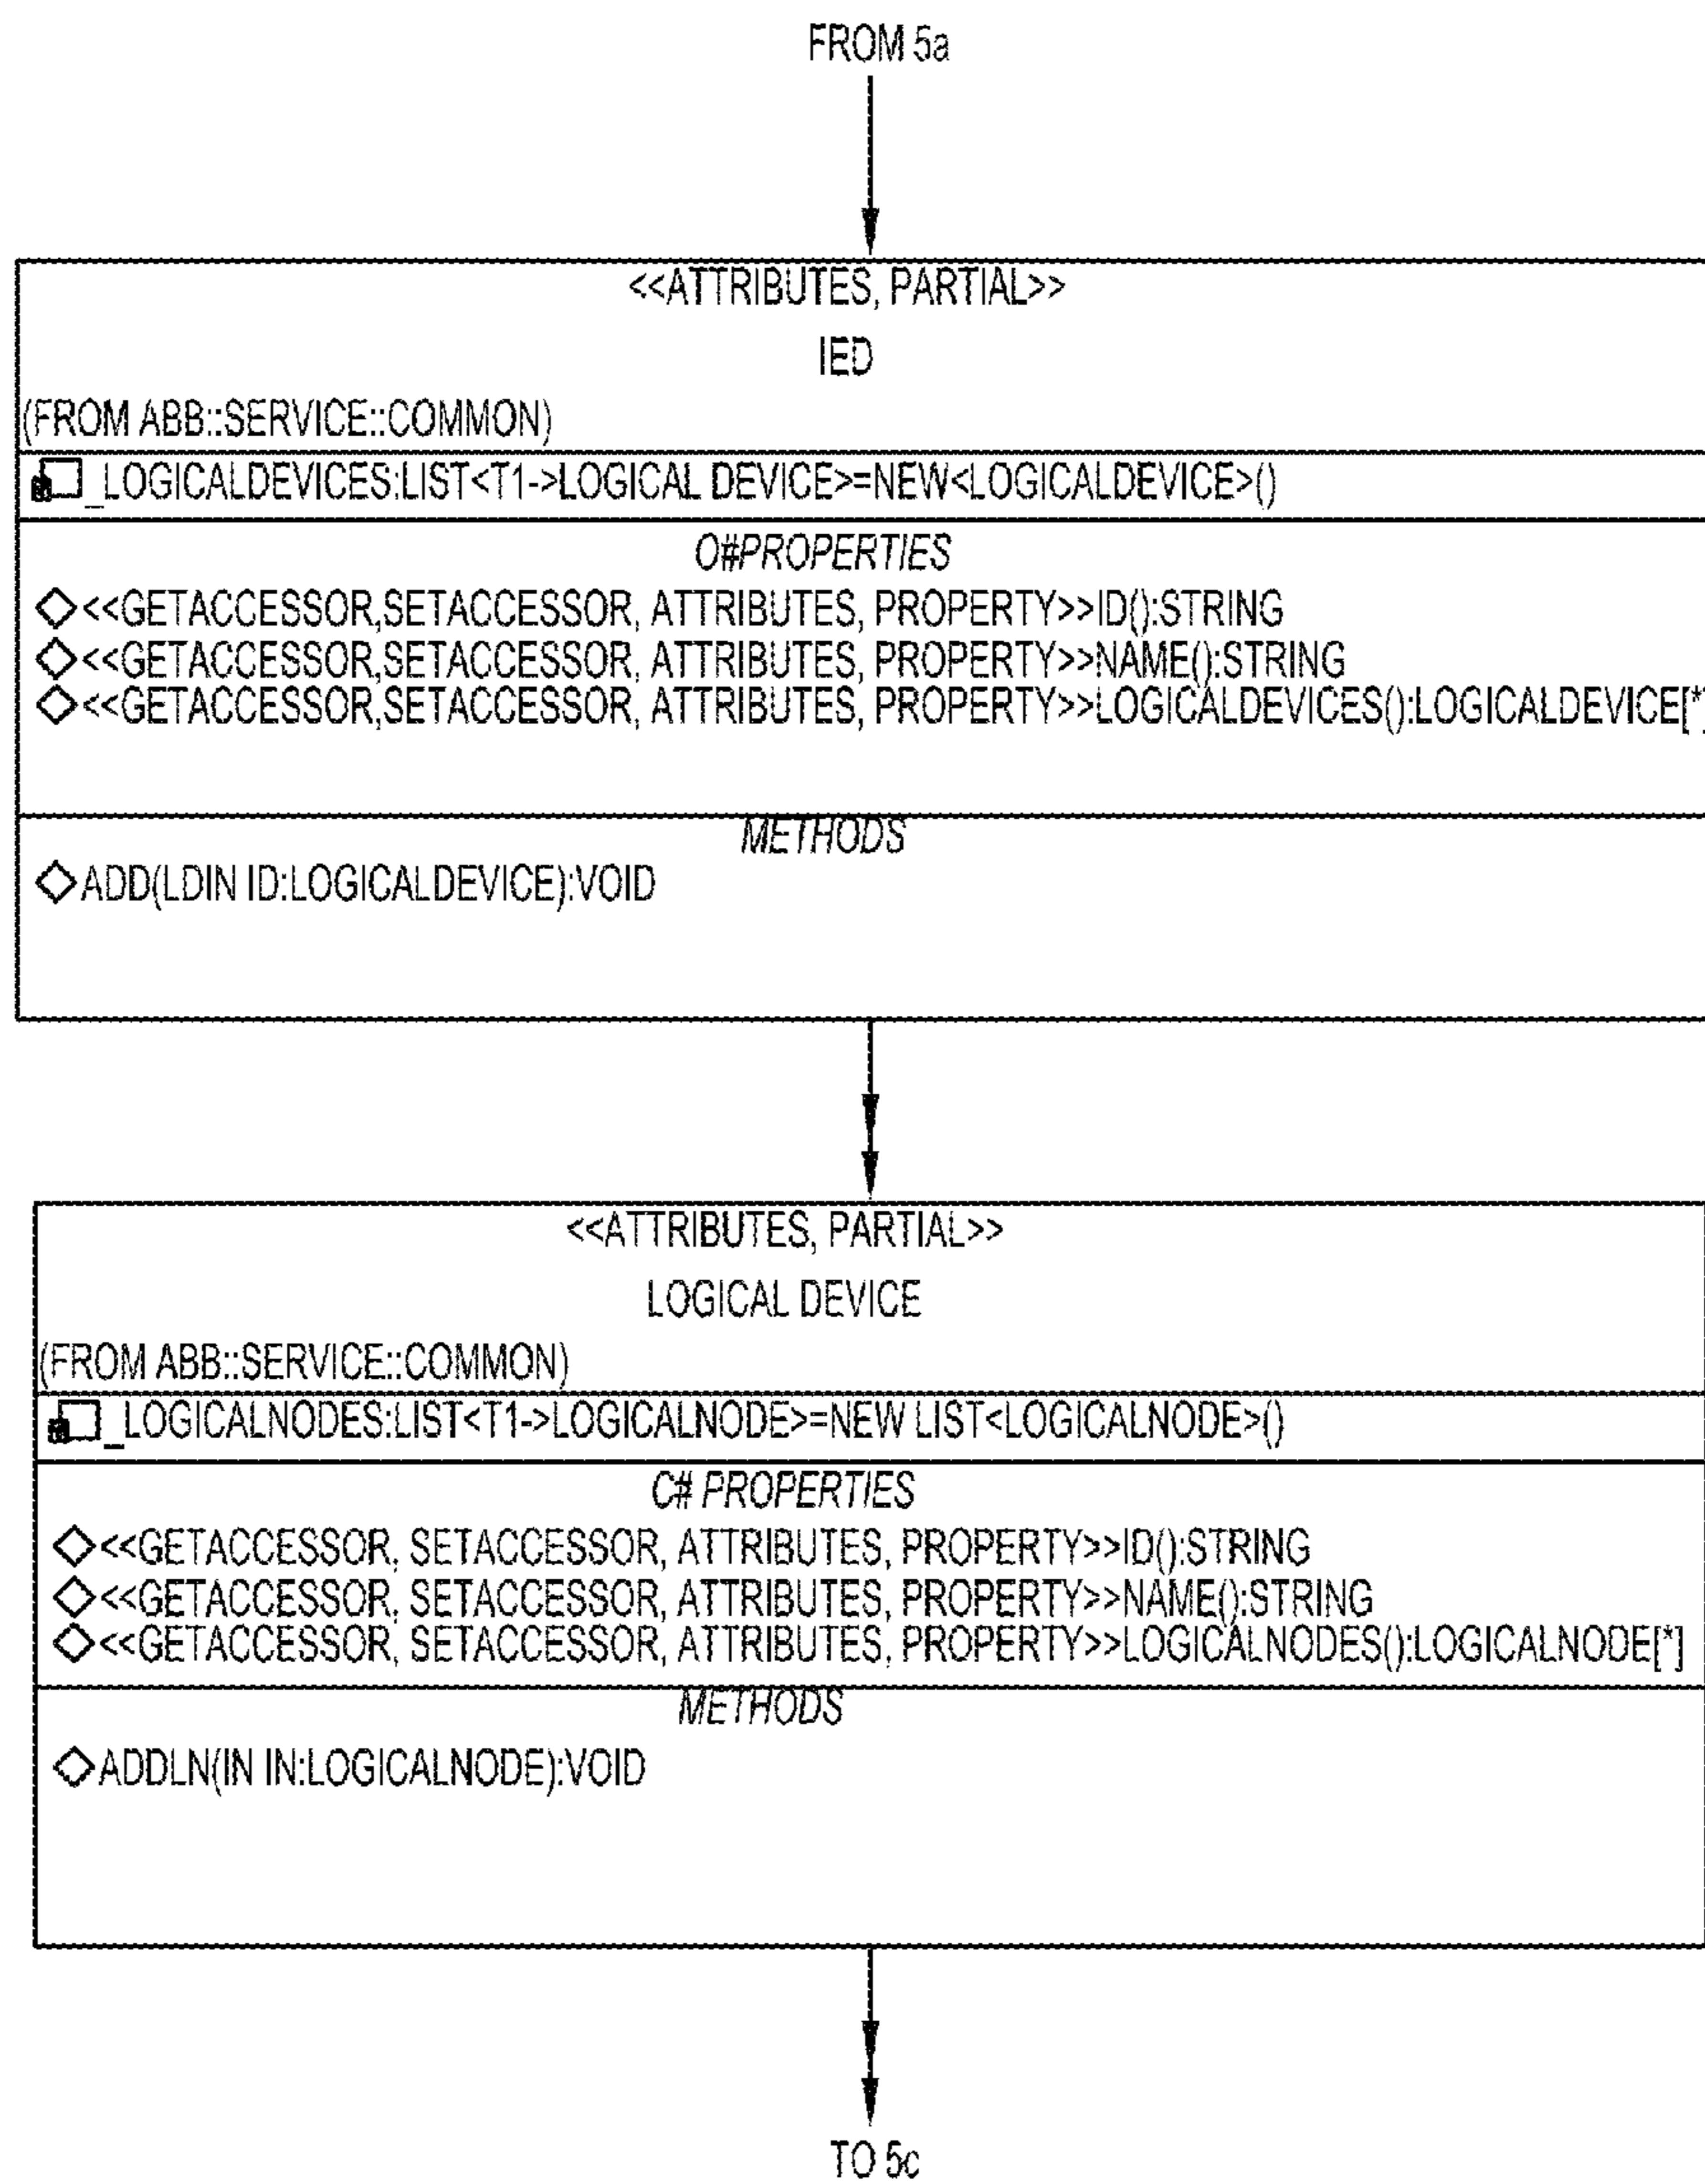 FROM 5a
<<ATTRIBUTES, PARTIAL>>
IED
(FROM ABB::SERVICE::COMMON)
_LOGICALDEVICES:LIST<T1->LOGICAL DEVICE>=NEW<LOGICALDEVICE>()
O#PROPERTIES
<<GETACCESSOR,SETACCESSOR, ATTRIBUTES, PROPERTY>>ID():STRING
<<GETACCESSOR,SETACCESSOR, ATTRIBUTES, PROPERTY>>NAME():STRING
<<GETACCESSOR,SETACCESSOR, ATTRIBUTES, PROPERTY>>LOGICALDEVICES():LOGICALDEVICE[*]
METHODS
ADD(LDIN ID:LOGICALDEVICE):VOID
<<ATTRIBUTES, PARTIAL>>
LOGICAL DEVICE
(FROM ABB::SERVICE::COMMON)
_LOGICALNODES:LIST<T1->LOGICALNODE>=NEW LIST<LOGICALNODE>()
C# PROPERTIES
<<GETACCESSOR, SETACCESSOR, ATTRIBUTES, PROPERTY>>ID():STRING
<<GETACCESSOR, SETACCESSOR, ATTRIBUTES, PROPERTY>>NAME():STRING
<<GETACCESSOR, SETACCESSOR, ATTRIBUTES, PROPERTY>>LOGICALNODES():LOGICALNODE[*]
METHODS
ADDLN(IN IN:LOGICALNODE):VOID
TO 5c